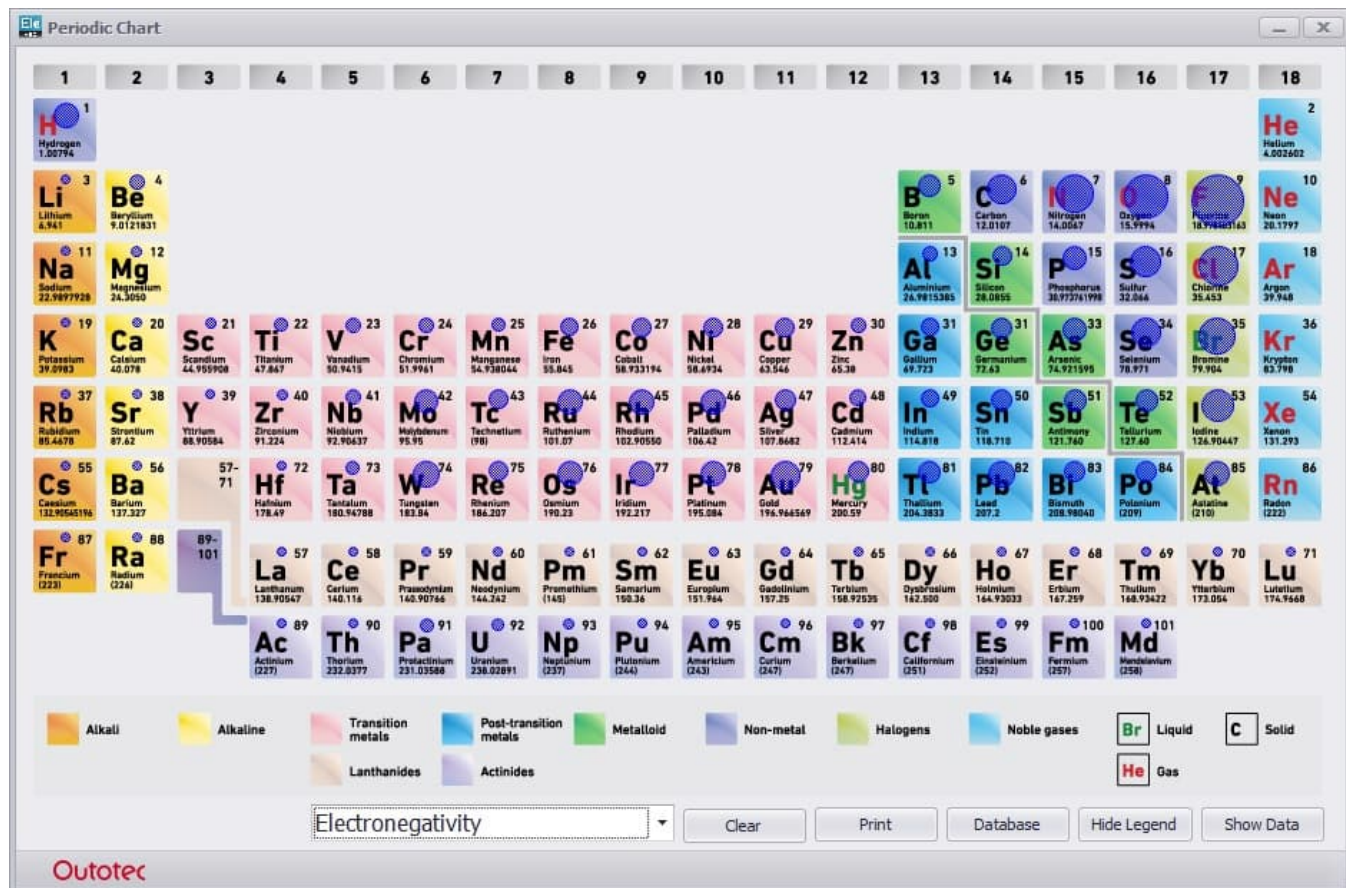 Ele
Periodic Chart
1 2 3 4 5 6 7 8 9 10 11 12 13 14 15 16 17 18
H 1 He 2
Hydrogen Helium
1.00794 4.002602
Li 3 Be 4 B 5 C 6 N 7 O 8 F 9 Ne 10
Lithium Beryllium Boron Carbon Nitrogen Oxygen Neon
6.941 9.0121831 10.811 12.0107 14.0067 15.9994 20.1797
Na 11 Mg 12 Al 13 Si 14 P 15 S 16 Cl 17 Ar 18
Sodium Magnesium Aluminium Silicon Phosphorus Sulfur Chlorine Argon
22.9897928 24.3050 26.9815385 28.0855 30.973761998 32.066 35.453 39.948
K 19 Ca 20 Sc 21 Ti 22 V 23 Cr 24 Mn 25 Fe 26 Co 27 Ni 28 Cu 29 Zn 30 Ga 31 Ge 31 As 33 Se 34 Br 35 Kr 36
Potassium Calsium Scandium Titanium Vanadium Chromium Manganese Iron Cobalt Nickel Copper Zinc Gallium Germanium Arsenic Selenium Bromine Krypton
39.0983 40.078 44.955908 47.867 50.9415 51.9961 54.938044 55.845 58.933194 58.6934 63.546 65.38 69.723 72.63 74.921595 78.971 79.904 83.798
Rb 37 Sr 38 Y 39 Zr 40 Nb 41 Mo 42 Tc 43 Ru 44 Rh 45 Pd 46 Ag 47 Cd 48 In 49 Sn 50 Sb 51 Te 52 I 53 Xe 54
Rubidium Strontium Yttrium Zirconium Niobium Molybdenum Technetium Ruthenium Rhodium Palladium Silver Cadmium Indium Tin Antimony Tellurium Iodine Xenon
85.4678 87.62 88.90584 91.224 92.90637 95.95 (98) 101.07 102.90550 106.42 107.8682 112.414 114.818 118.710 121.760 127.60 126.90447 131.293
Cs 55 Ba 56 57-71 Hf 72 Ta 73 W 74 Re 75 Os 76 Ir 77 Pt 78 Au 79 Hg 80 Tl 81 Pb 82 Bi 83 Po 84 At 85 Rn 86
Caesium Barium Hafnium Tantalum Tungsten Rhenium Osmium Iridium Platinum Gold Mercury Thallium Lead Bismuth Polonium Astatine Radon
132.90545196 137.327 178.49 180.94788 183.84 186.207 190.23 192.217 195.084 196.966569 200.59 204.3833 207.2 208.98040 (209) (210) (222)
Fr 87 Ra 88 89-101
Francium Radium
(223) (226)
La 57 Ce 58 Pr 59 Nd 60 Pm 61 Sm 62 Eu 63 Gd 64 Tb 65 Dy 66 Ho 67 Er 68 Tm 69 Yb 70 Lu 71
Lanthanum Cerium Praseodymium Neodynium Promethium Samarium Europium Gadolinium Terbium Dysbrosium Holmium Erbium Thulium Ytterbium Lutetium
138.90547 140.116 140.90766 144.242 (145) 150.36 151.964 157.25 158.92535 162.500 164.93033 167.259 168.93422 173.054 174.9668
Ac 89 Th 90 Pa 91 U 92 Np 93 Pu 94 Am 95 Cm 96 Bk 97 Cf 98 Es 99 Fm 100 Md 101
Actinium Thorium Protactinium Uranium Neptunium Plutonium Americium Curium Berkelium Californium Einsteinium Fermium Mendelevium
(227) 232.0377 231.03588 238.02891 (237) (244) (243) (247) (247) (251) (252) (257) (258)
Alkali Alkaline Transition metals Post-transition metals Metalloid Non-metal Halogens Noble gases Br Liquid C Solid
Lanthanides Actinides He Gas
Electronegativity Clear Print Database Hide Legend Show Data
Outotec